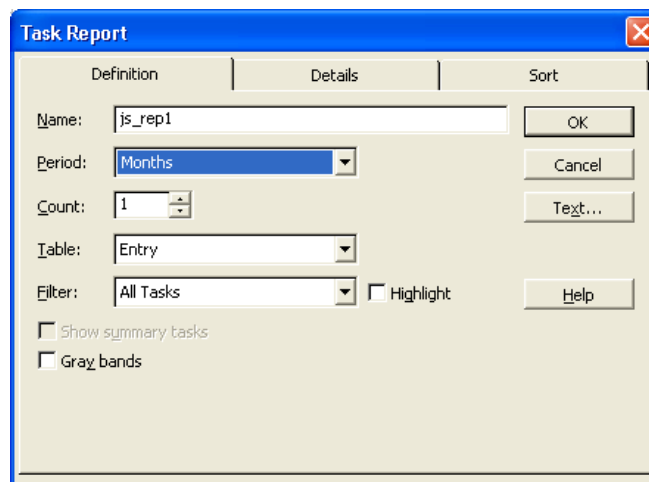 Task Report
Definition Details Sort
Name: js_rep1 OK
Period: Months Cancel
Count: 1 Text...
Table: Entry
Filter: All Tasks Highlight Help
Show summary tasks
Gray bands